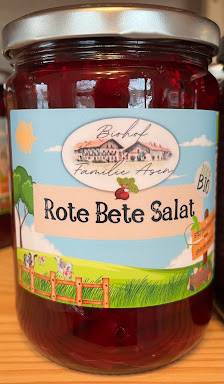 Biohof
Familie Asen
Bio
Rote Bete Salat